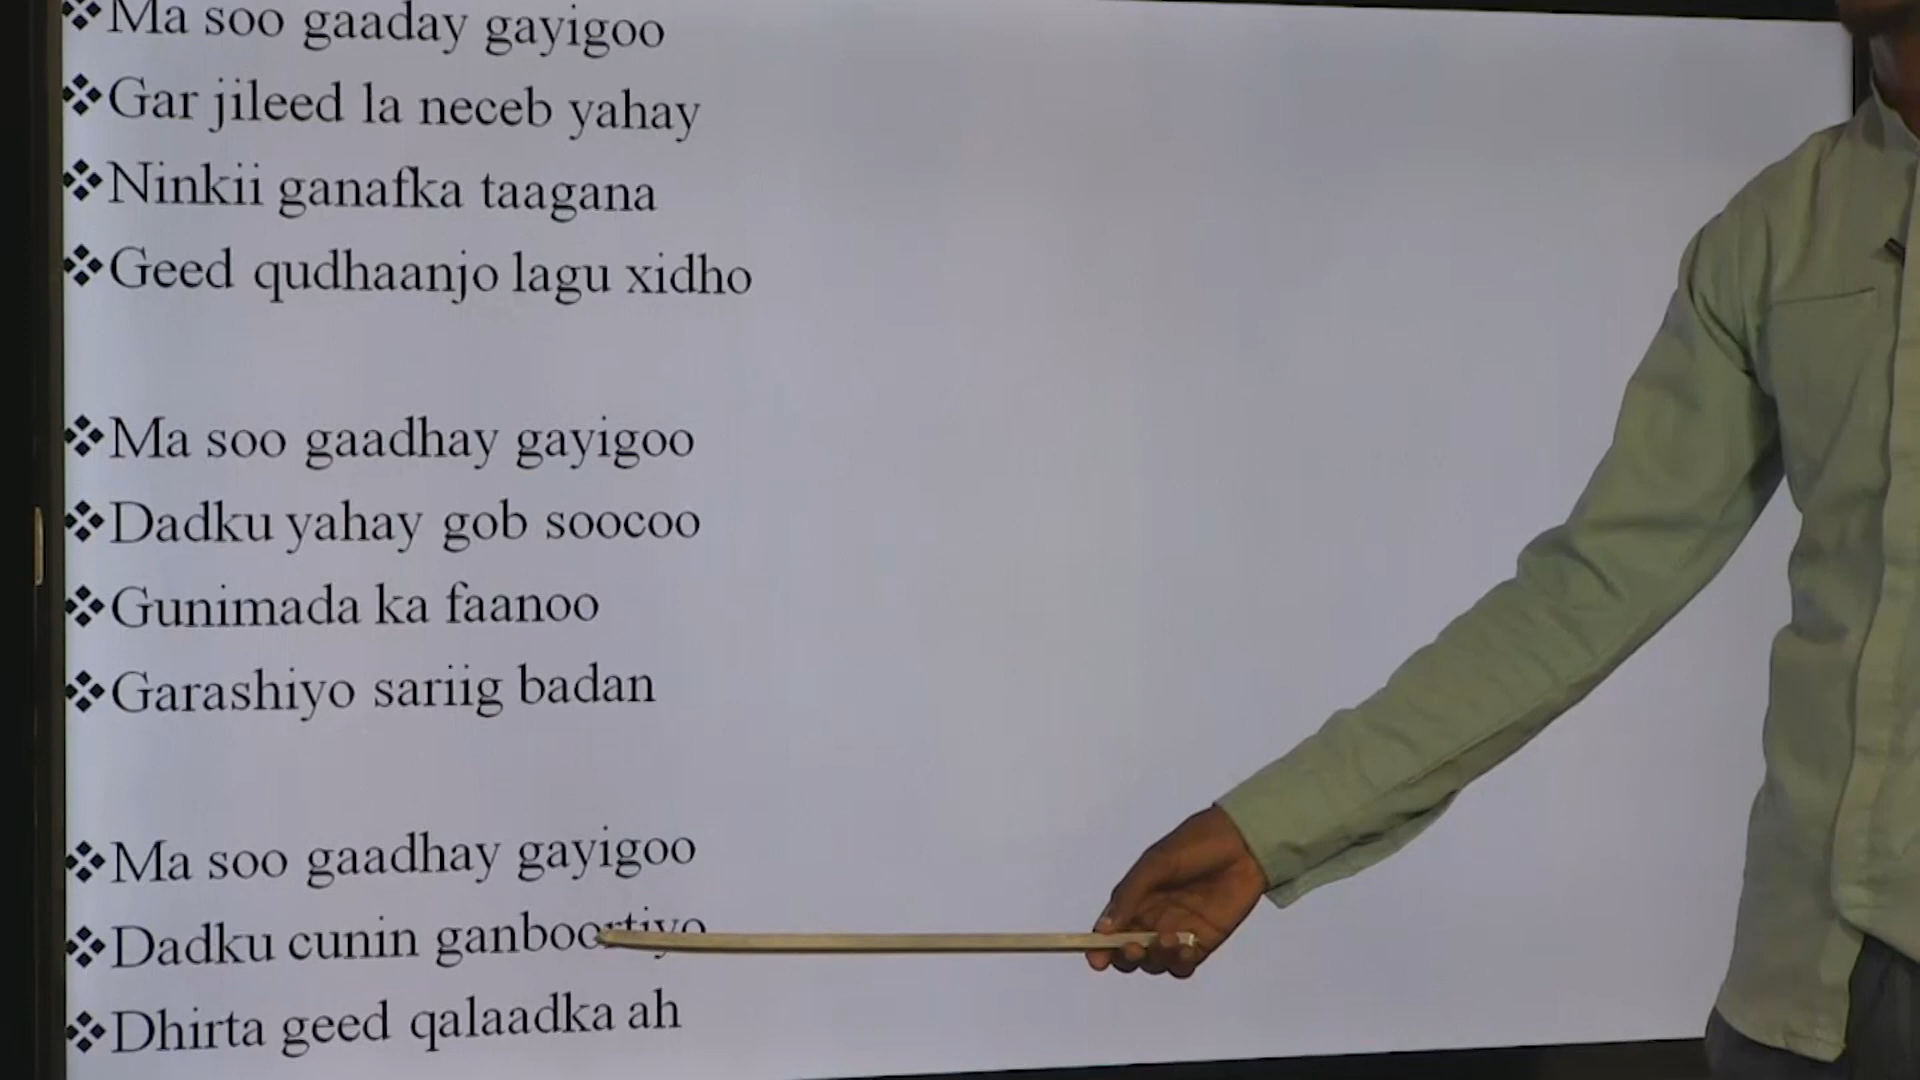 ❖Ma soo gaaday gayigoo
❖Gar jileed la neceb yahay
❖Ninkii ganafka taagana
❖Geed qudhaanjo lagu xidho
❖Ma soo gaadhay gayigoo
❖Dadku yahay gob soocoo
❖Gunimada ka faanoo
❖Garashiyo sariig badan
❖Ma soo gaadhay gayigoo
❖Dadku cunin ganboortiyo
❖Dhirta geed qalaadka ah